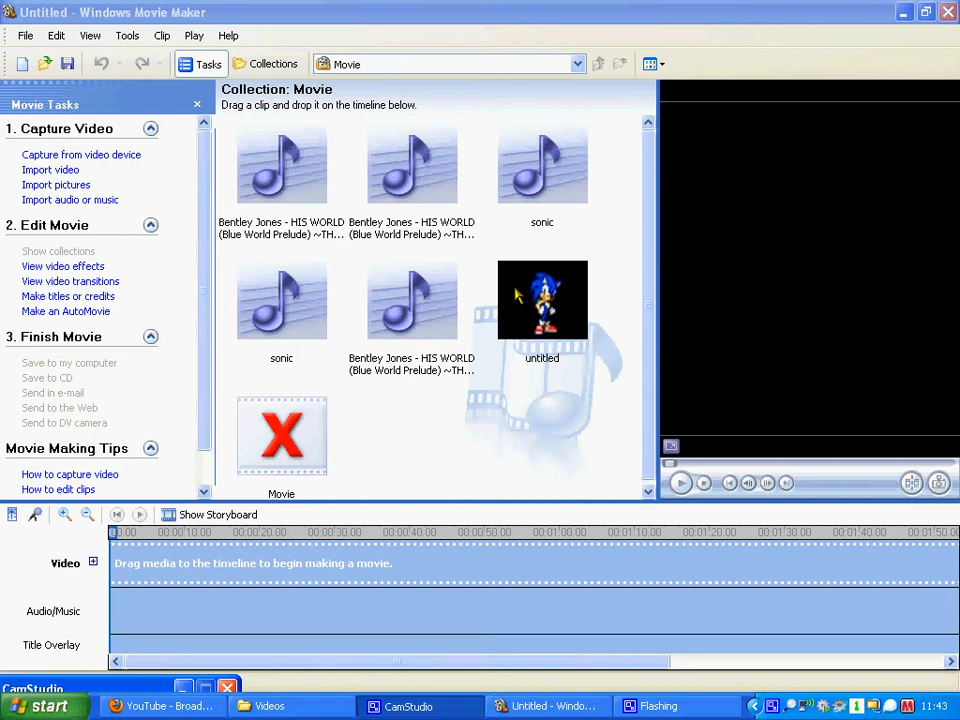 Untitled - Windows Movie Maker
File Edit View Tools Clip Play Help
Tasks Collections Movie
Movie Tasks
1. Capture Video
Capture from video device
Import video
Import pictures
Import audio or music
2. Edit Movie
Show collections
View video effects
View video transitions
Make titles or credits
Make an AutoMovie
3. Finish Movie
Save to my computer
Save to CD
Send in e-mail
Send to the Web
Send to DV camera
Movie Making Tips
How to capture video
How to edit clips
Collection: Movie
Drag a clip and drop it on the timeline below.
Bentley Jones - HIS WORLD
(Blue World Prelude) ~TH...
Bentley Jones - HIS WORLD
(Blue World Prelude) ~TH...
sonic
sonic
Bentley Jones - HIS WORLD
(Blue World Prelude) ~TH...
untitled
X
Movie
Show Storyboard
0:00 00:00:10.00 00:00:20.00 00:00:30.00 00:00:40.00 00:00:50.00 00:01:00.00 00:01:10.00 00:01:20.00 00:01:30.00 00:01:40.00 00:01:50.0
Video
Drag media to the timeline to begin making a movie.
Audio/Music
Title Overlay
CamStudio
start YouTube - Broad... Videos CamStudio Untitled - Windo... Flashing 11:43